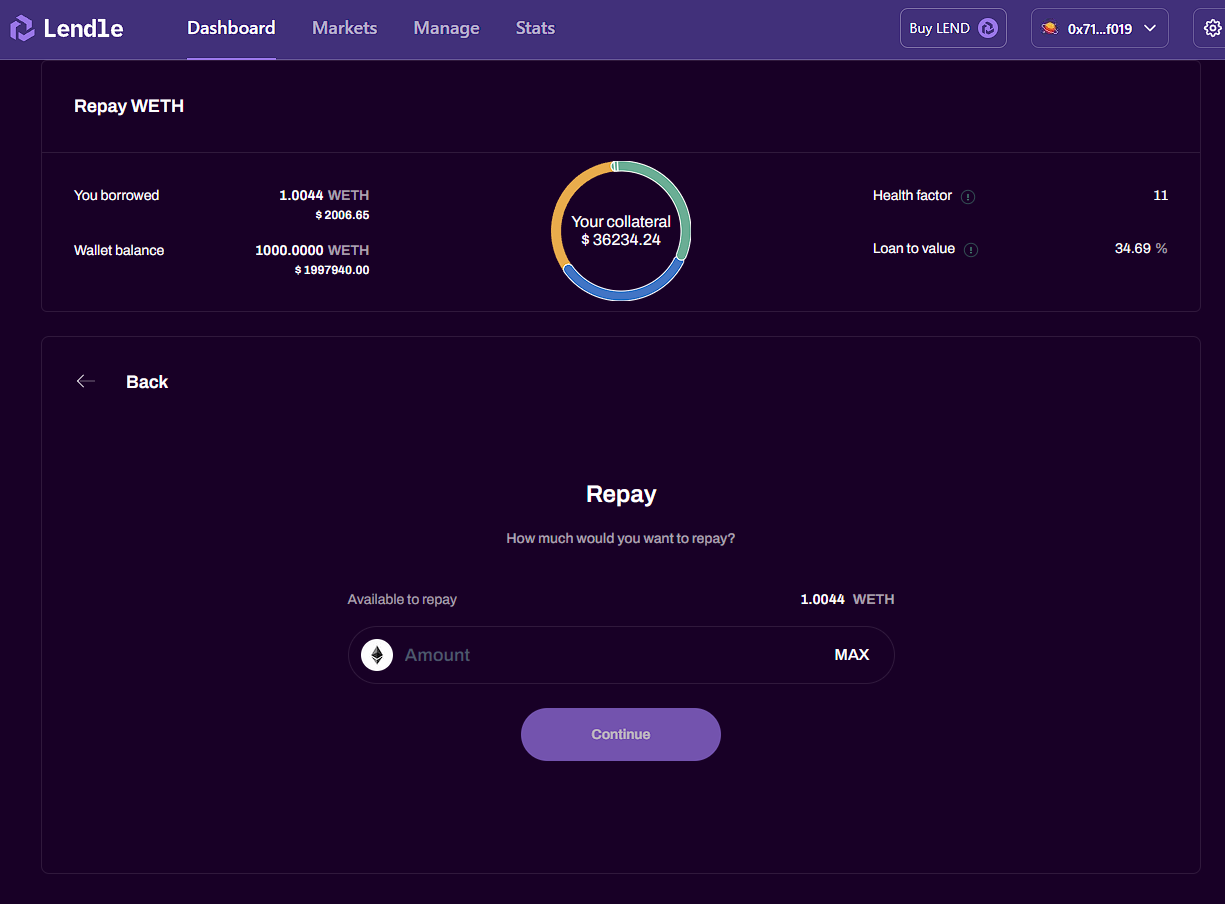 Lendle Dashboard Markets Manage Stats Buy LEND 0x71...f019
Repay WETH
You borrowed 1.0044 WETH
$ 2006.65
Wallet balance 1000.0000 WETH
$ 1997940.00
Your collateral
$ 36234.24
Health factor 11
Loan to value 34.69 %
Back
Repay
How much would you want to repay?
Available to repay 1.0044 WETH
Amount MAX
Continue